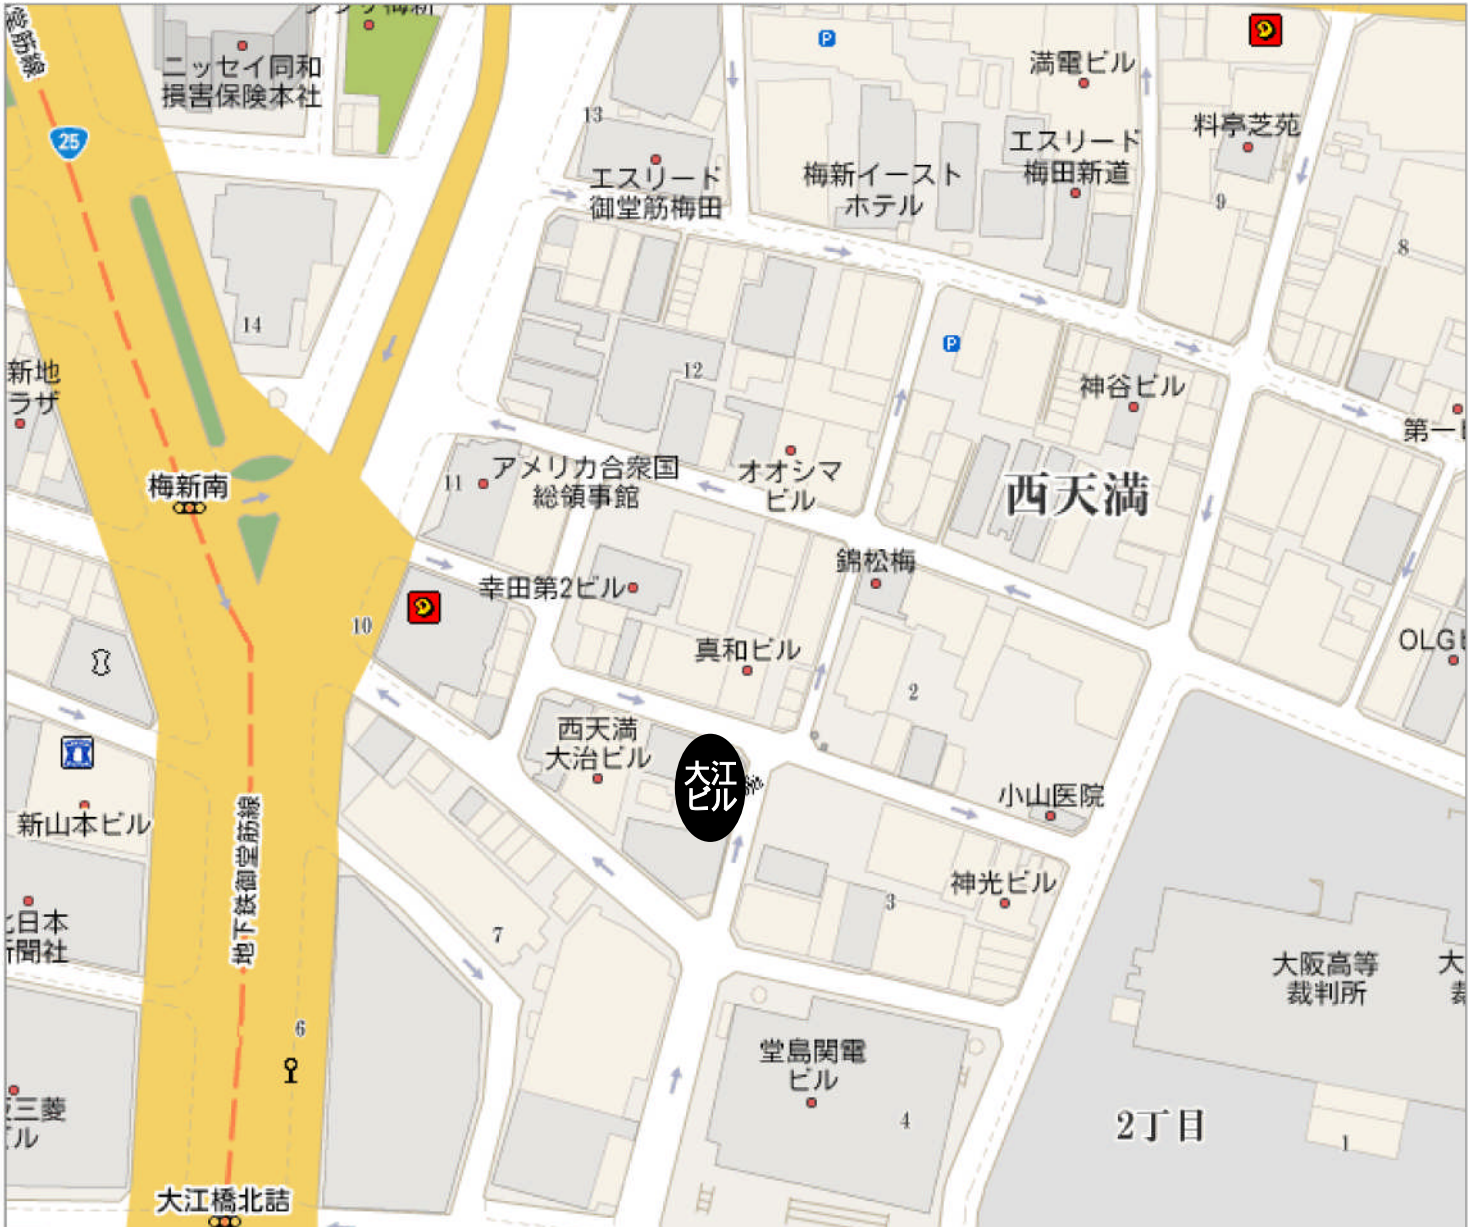 堂筋線
ニッセイ同和
損害保険本社
25
13
エスリード
御堂筋梅田
P
梅新イースト
ホテル
満電ビル
エスリード
梅田新道
料亭芝苑
9
8
14
新地
ラザ
12
P
神谷ビル
第一
梅新南
11
アメリカ合衆国
総領事館
オオシマ
ビル
西天満
錦松梅
幸田第2ビル
10
真和ビル
2
OLG
西天満
大治ビル
大江
ビル
小山医院
新山本ビル
地下鉄御堂筋線
神光ビル
3
日本
聞社
7
大阪高等
裁判所
大
6
堂島関電
ビル
4
三菱
ル
2丁目
1
大江橋北詰